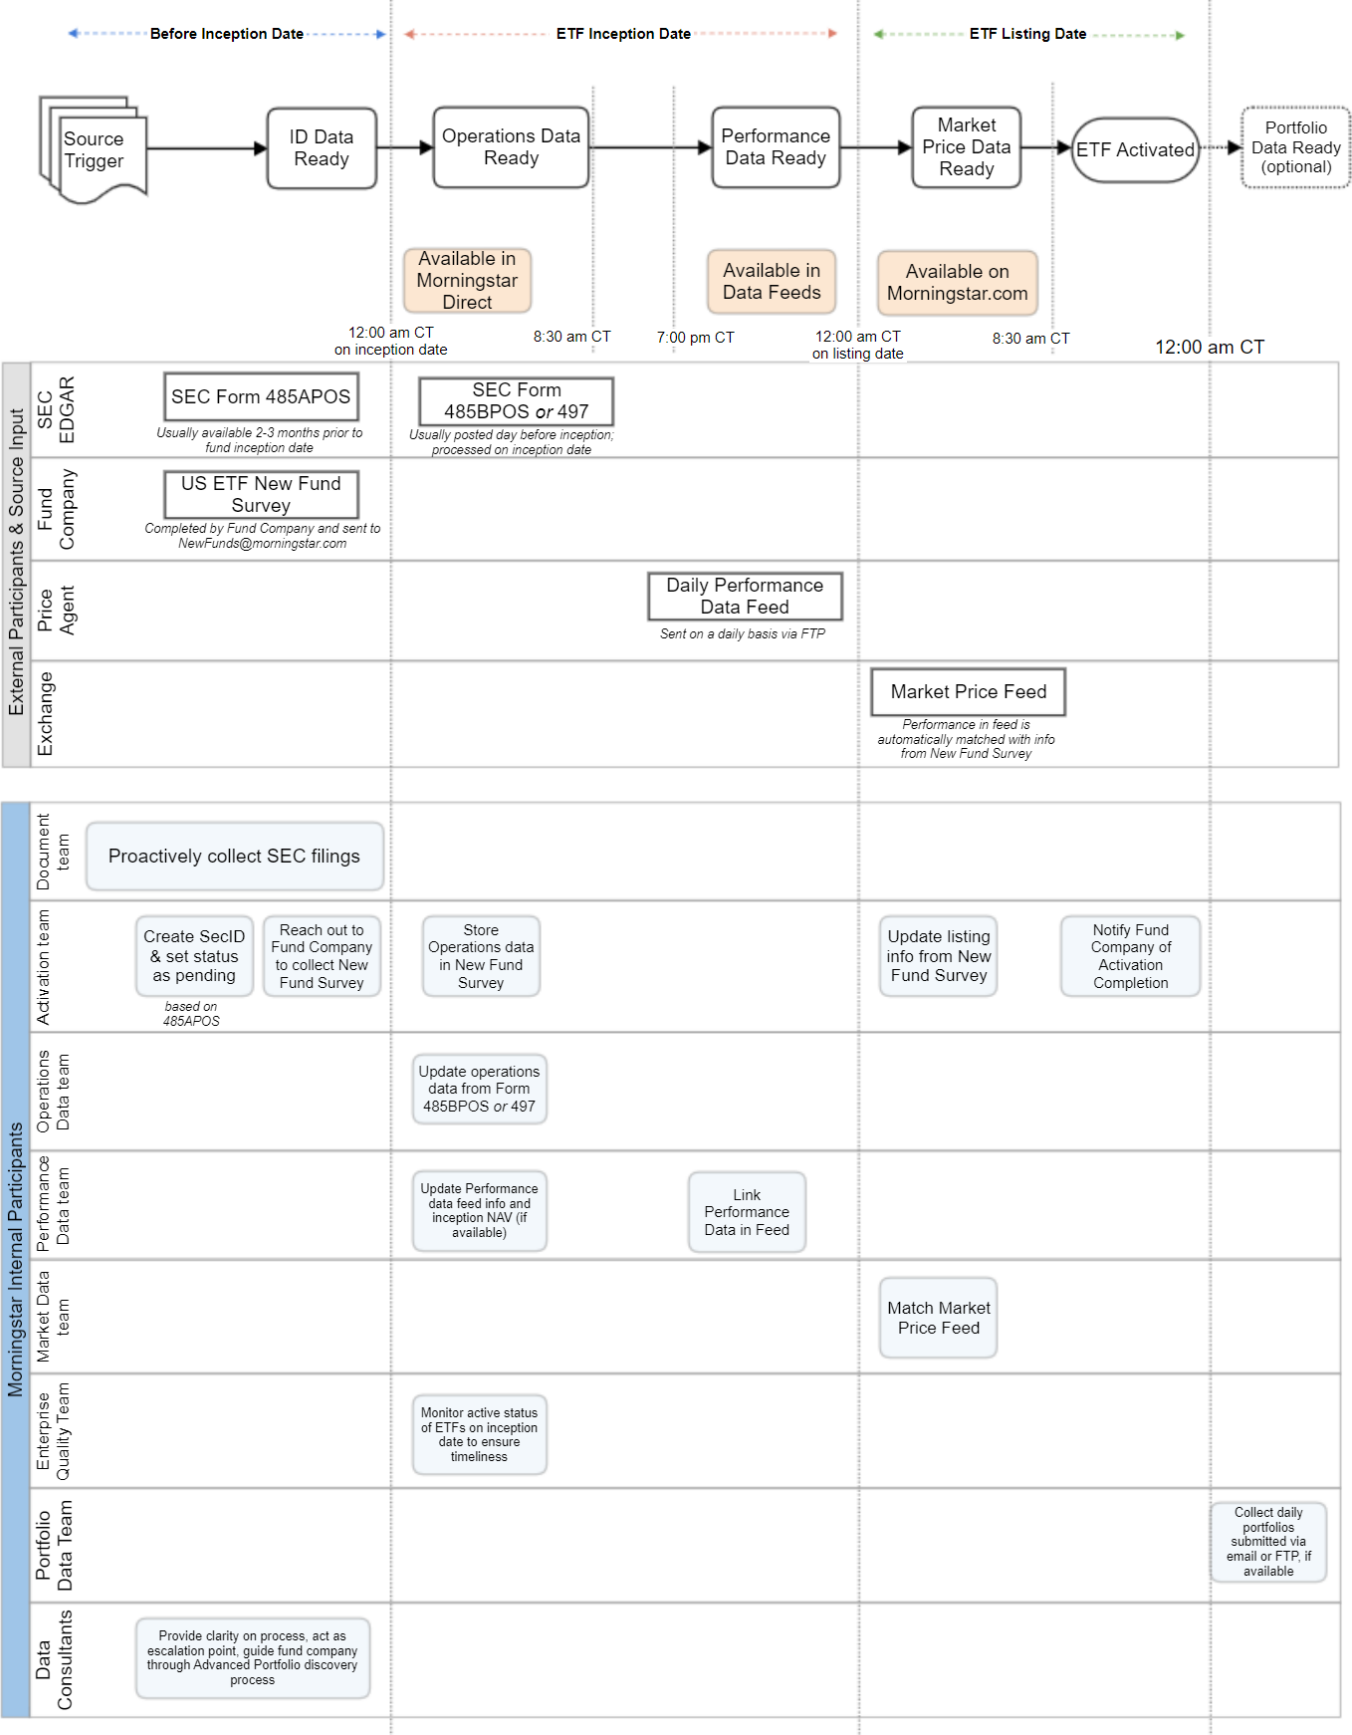 Before Inception Date
ETF Inception Date
ETF Listing Date
Source
Trigger
ID Data
Ready
Operations Data
Ready
Performance
Data Ready
Market
Price Data
Ready
ETF Activated
Portfolio
Data Ready
(optional)
Available in
Morningstar
Direct
Available in
Data Feeds
Available on
Morningstar.com
12:00 am CT
on inception date
8:30 am CT
7:00 pm CT
12:00 am CT
on listing date
8:30 am CT
12:00 am CT
External Participants & Source Input
SEC
EDGAR
SEC Form 485APOS
Usually available 2-3 months prior to
fund inception date
SEC Form
485BPOS or 497
Usually posted day before inception;
processed on inception date
Fund
Company
US ETF New Fund
Survey
Completed by Fund Company and sent to
NewFunds@morningstar.com
Price
Agent
Daily Performance
Data Feed
Sent on a daily basis via FTP
Exchange
Market Price Feed
Performance in feed is
automatically matched with info
from New Fund Survey
Morningstar Internal Participants
Document
team
Proactively collect SEC filings
Activation team
Create SecID
& set status
as pending
based on
485APOS
Reach out to
Fund Company
to collect New
Fund Survey
Store
Operations data
in New Fund
Survey
Update listing
info from New
Fund Survey
Notify Fund
Company of
Activation
Completion
Operations
Data team
Update operations
data from Form
485BPOS or 497
Performance
Data team
Update Performance
data feed info and
inception NAV (if
available)
Link
Performance
Data in Feed
Market Data
team
Match Market
Price Feed
Enterprise
Quality Team
Monitor active status
of ETFs on inception
date to ensure
timeliness
Portfolio
Data Team
Collect daily
portfolios
submitted via
email or FTP, if
available
Data
Consultants
Provide clarity on process, act as
escalation point, guide fund company
through Advanced Portfolio discovery
process